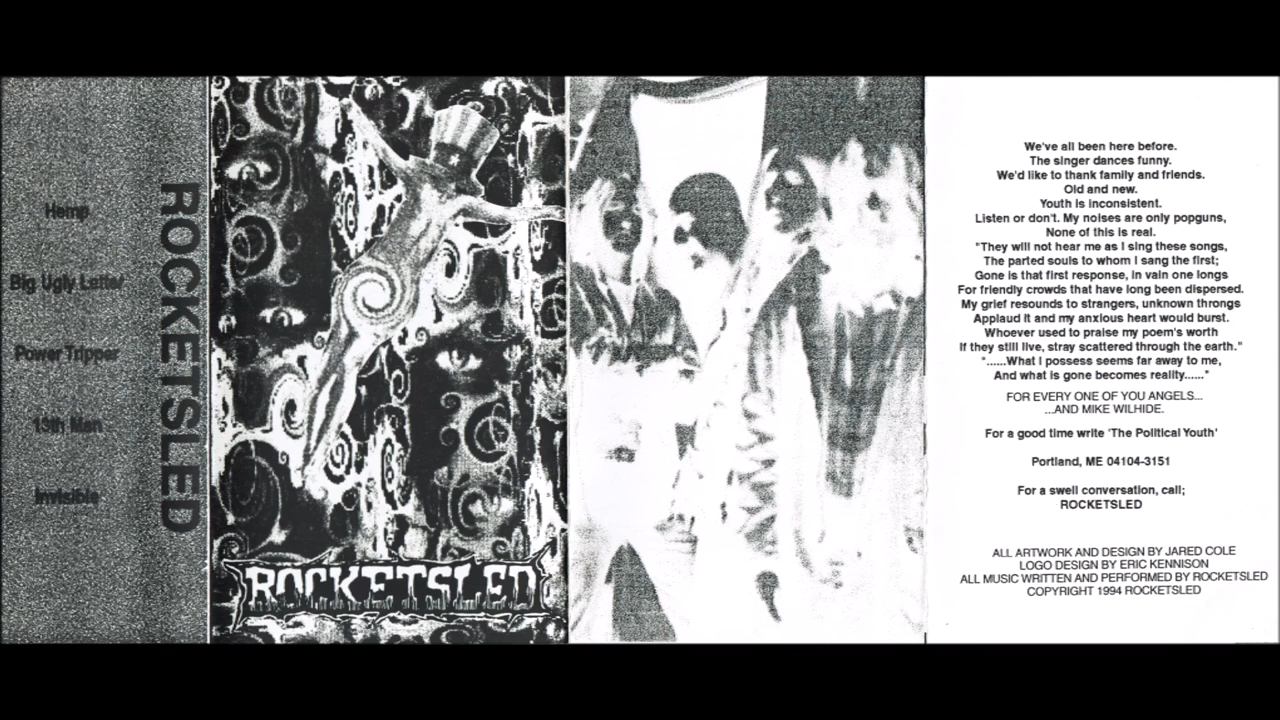 Hemp
Big Ugly Letter
Power Tripper
13th Man
Invisible
ROCKETSLED
ROCKETSLED
We've all been here before.
The singer dances funny.
We'd like to thank family and friends.
Old and new.
Youth is inconsistent.
Listen or don't. My noises are only popguns,
None of this is real.
"They will not hear me as I sing these songs,
The parted souls to whom I sang the first;
Gone is that first response, in vain one longs
For friendly crowds that have long been dispersed.
My grief resounds to strangers, unknown throngs
Applaud it and my anxious heart would burst.
Whoever used to praise my poem's worth
If they still live, stray scattered through the earth."
"......What I possess seems far away to me,
And what is gone becomes reality......"
FOR EVERY ONE OF YOU ANGELS...
...AND MIKE WILHIDE.
For a good time write 'The Political Youth'
Portland, ME 04104-3151
For a swell conversation, call;
ROCKETSLED
ALL ARTWORK AND DESIGN BY JARED COLE
LOGO DESIGN BY ERIC KENNISON
ALL MUSIC WRITTEN AND PERFORMED BY ROCKETSLED
COPYRIGHT 1994 ROCKETSLED